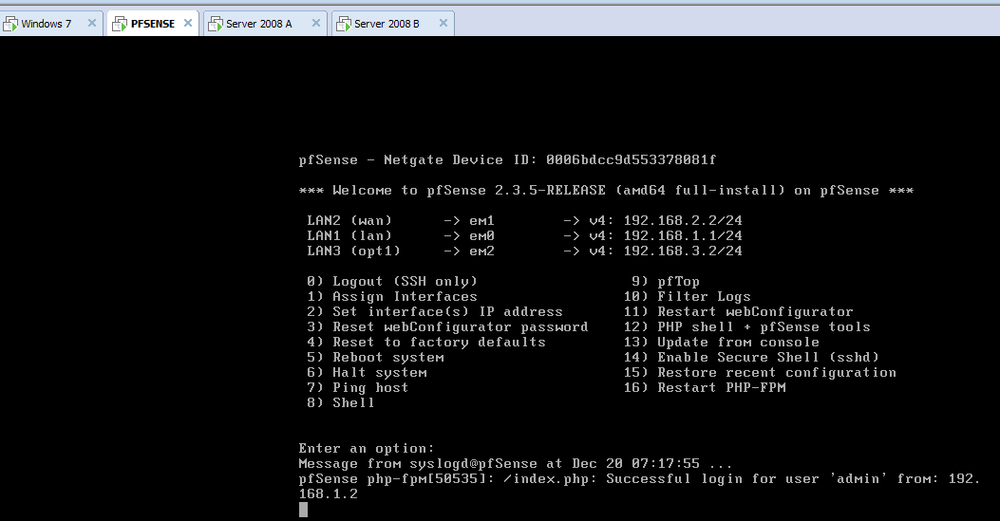 Windows 7 PFSENSE Server 2008 A Server 2008 B
pfSense - Netgate Device ID: 0006bdcc9d553378081f
*** Welcome to pfSense 2.3.5-RELEASE (amd64 full-install) on pfSense ***
LAN2 (wan) -> em1 -> v4: 192.168.2.2/24
LAN1 (lan) -> em0 -> v4: 192.168.1.1/24
LAN3 (opt1) -> em2 -> v4: 192.168.3.2/24
0) Logout (SSH only) 9) pfTop
1) Assign Interfaces 10) Filter Logs
2) Set interface(s) IP address 11) Restart webConfigurator
3) Reset webConfigurator password 12) PHP shell + pfSense tools
4) Reset to factory defaults 13) Update from console
5) Reboot system 14) Enable Secure Shell (sshd)
6) Halt system 15) Restore recent configuration
7) Ping host 16) Restart PHP-FPM
8) Shell
Enter an option:
Message from syslogd@pfSense at Dec 20 07:17:55 ...
pfSense php-fpm[50535]: /index.php: Successful login for user 'admin' from: 192.
168.1.2